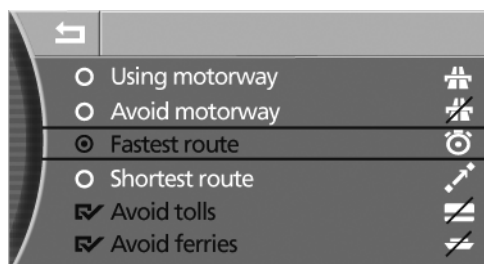 Using motorway
Avoid motorway
Fastest route
Shortest route
Avoid tolls
Avoid ferries